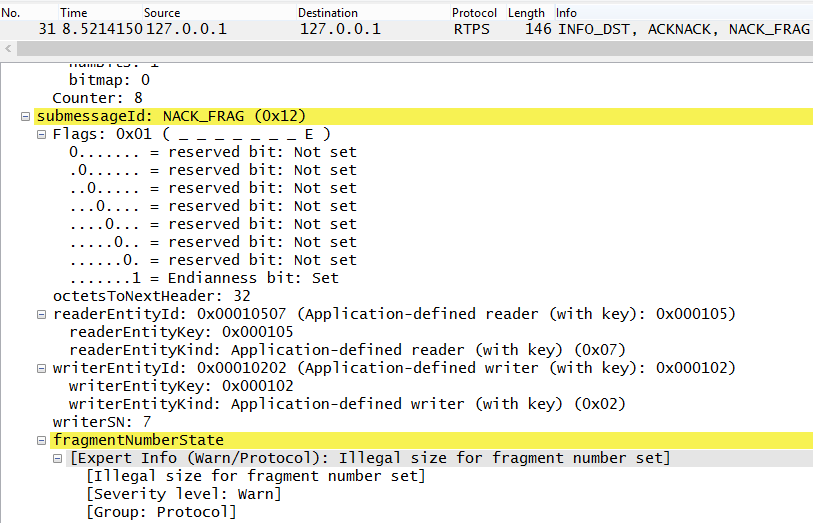 No. Time Source Destination Protocol Length Info
31 8.5214150 127.0.0.1 127.0.0.1 RTPS 146 INFO_DST, ACKNACK, NACK_FRAG
numBits: 1
bitmap: 0
Counter: 8
submessageId: NACK_FRAG (0x12)
Flags: 0x01 ( _ _ _ _ _ _ _ E )
0....... = reserved bit: Not set
.0...... = reserved bit: Not set
..0..... = reserved bit: Not set
...0.... = reserved bit: Not set
....0... = reserved bit: Not set
.....0.. = reserved bit: Not set
......0. = reserved bit: Not set
.......1 = Endianness bit: Set
octetsToNextHeader: 32
readerEntityId: 0x00010507 (Application-defined reader (with key): 0x000105)
readerEntityKey: 0x000105
readerEntityKind: Application-defined reader (with key) (0x07)
writerEntityId: 0x00010202 (Application-defined writer (with key): 0x000102)
writerEntityKey: 0x000102
writerEntityKind: Application-defined writer (with key) (0x02)
writerSN: 7
fragmentNumberState
[Expert Info (Warn/Protocol): Illegal size for fragment number set]
[Illegal size for fragment number set]
[Severity level: Warn]
[Group: Protocol]